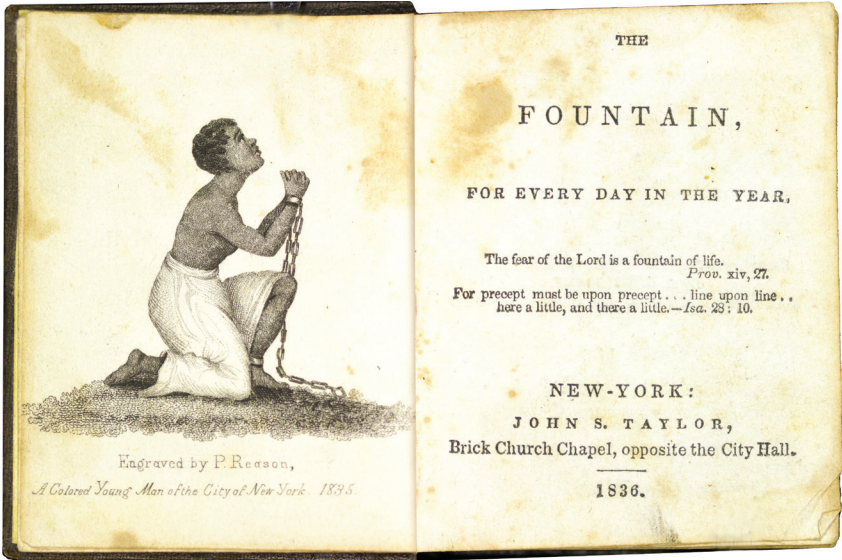 Engraved by P. Reason,
A Colored Young Man of the City of New York. 1835.
THE
FOUNTAIN,
FOR EVERY DAY IN THE YEAR,
The fear of the Lord is a fountain of life.
Prov. xiv, 27.
For precept must be upon precept . . . line upon line . .
here a little, and there a little.—Isa. 28: 10.
NEW-YORK:
JOHN S. TAYLOR,
Brick Church Chapel, opposite the City Hall.
1836.